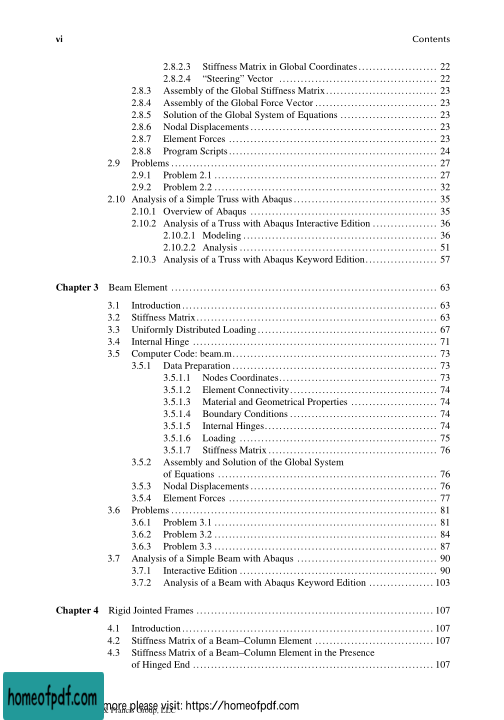 vi Contents
2.8.2.3 Stiffness Matrix in Global Coordinates ...................... 22
2.8.2.4 “Steering” Vector ............................................ 22
2.8.3 Assembly of the Global Stiffness Matrix ............................... 23
2.8.4 Assembly of the Global Force Vector .................................. 23
2.8.5 Solution of the Global System of Equations .......................... 23
2.8.6 Nodal Displacements .................................................. 23
2.8.7 Element Forces ....................................................... 23
2.8.8 Program Scripts ...................................................... 24
2.9 Problems ............................................................... 27
2.9.1 Problem 2.1 .......................................................... 27
2.9.2 Problem 2.2 .......................................................... 32
2.10 Analysis of a Simple Truss with Abaqus ................................ 35
2.10.1 Overview of Abaqus .................................................. 35
2.10.2 Analysis of a Truss with Abaqus Interactive Edition ................. 36
2.10.2.1 Modeling .......................................................... 36
2.10.2.2 Analysis .......................................................... 51
2.10.3 Analysis of a Truss with Abaqus Keyword Edition ..................... 57
Chapter 3 Beam Element ..................................................... 63
3.1 Introduction ........................................................... 63
3.2 Stiffness Matrix ....................................................... 63
3.3 Uniformly Distributed Loading .......................................... 67
3.4 Internal Hinge ......................................................... 71
3.5 Computer Code: beam.m .................................................. 73
3.5.1 Data Preparation ..................................................... 73
3.5.1.1 Nodes Coordinates .................................................. 73
3.5.1.2 Element Connectivity ............................................... 74
3.5.1.3 Material and Geometrical Properties ................................ 74
3.5.1.4 Boundary Conditions ................................................ 74
3.5.1.5 Internal Hinges .................................................... 74
3.5.1.6 Loading ............................................................ 75
3.5.1.7 Stiffness Matrix ................................................... 76
3.5.2 Assembly and Solution of the Global System
of Equations ............................................................... 76
3.5.3 Nodal Displacements .................................................. 76
3.5.4 Element Forces ....................................................... 77
3.6 Problems ............................................................... 81
3.6.1 Problem 3.1 .......................................................... 81
3.6.2 Problem 3.2 .......................................................... 84
3.6.3 Problem 3.3 .......................................................... 87
3.7 Analysis of a Simple Beam with Abaqus .................................. 90
3.7.1 Interactive Edition .................................................. 90
3.7.2 Analysis of a Beam with Abaqus Keyword Edition ....................... 103
Chapter 4 Rigid Jointed Frames ............................................. 107
4.1 Introduction ........................................................... 107
4.2 Stiffness Matrix of a Beam–Column Element .............................. 107
4.3 Stiffness Matrix of a Beam–Column Element in the Presence
of Hinged End .............................................................. 107
homeofpdf.com more please visit: https://homeofpdf.com
Francis Group, LLC